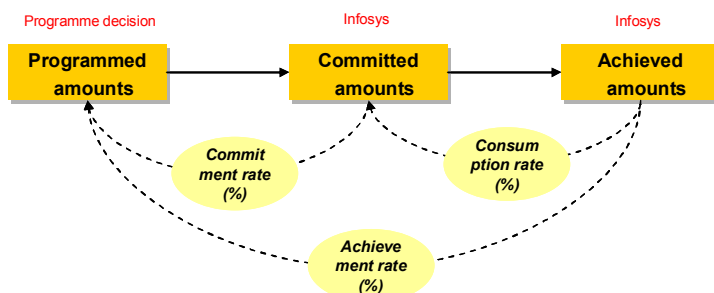 Programme decision
Infosys
Infosys
Programmed
amounts
Committed
amounts
Achieved
amounts
Commit
ment rate
(%)
Consum
ption rate
(%)
Achieve
ment rate
(%)